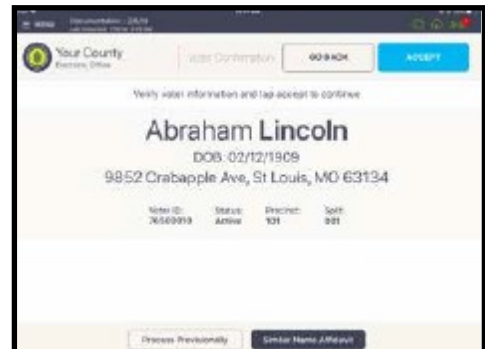 MENU
Your County
Elections Office
Voter Confirmation
GO BACK
ACCEPT
Verify voter information and tap accept to continue
Abraham Lincoln
DOB: 02/12/1909
9852 Crabapple Ave, St Louis, MO 63134
Voter ID: Status: Precinct: Split:
Active 101 001
Process Provisionally
Similar Name Affidavit